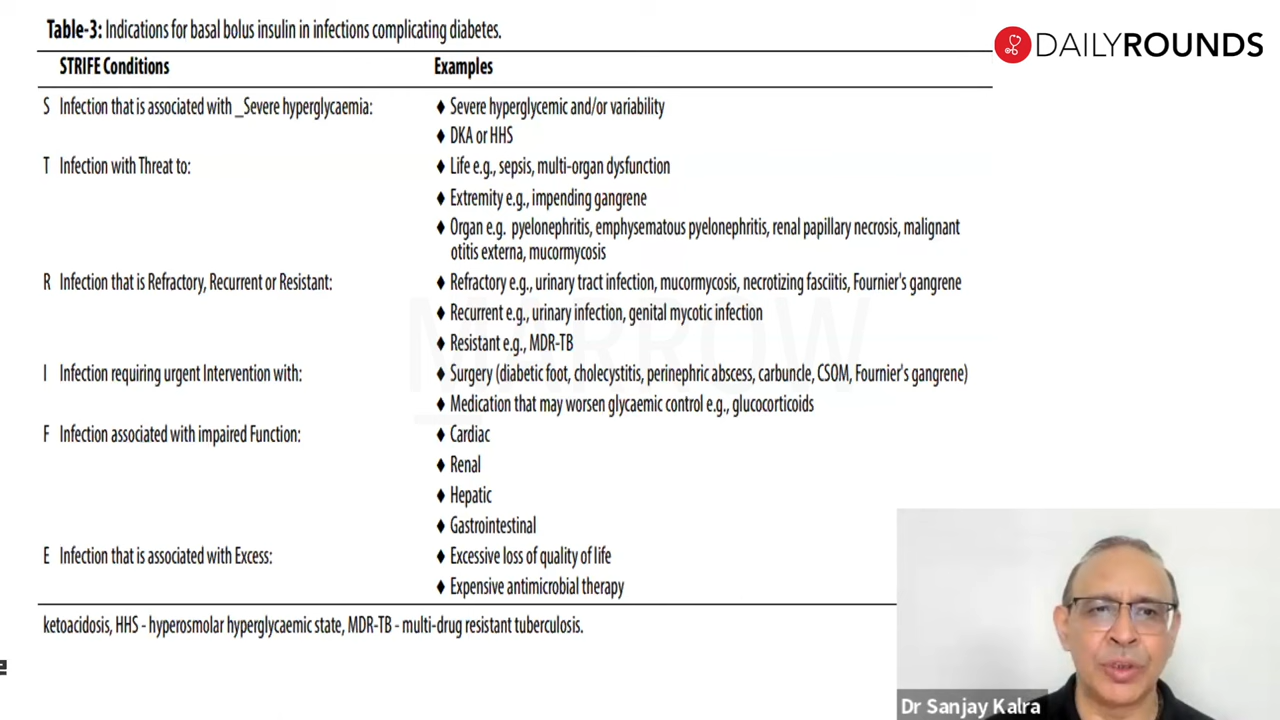 Table-3: Indications for basal bolus insulin in infections complicating diabetes.
DAILYROUNDS
STRIFE Conditions Examples
S Infection that is associated with _Severe hyperglycaemia: ♦ Severe hyperglycemic and/or variability
♦ DKA or HHS
T Infection with Threat to: ♦ Life e.g., sepsis, multi-organ dysfunction
♦ Extremity e.g., impending gangrene
♦ Organ e.g. pyelonephritis, emphysematous pyelonephritis, renal papillary necrosis, malignant
otitis externa, mucormycosis
R Infection that is Refractory, Recurrent or Resistant: ♦ Refractory e.g., urinary tract infection, mucormycosis, necrotizing fasciitis, Fournier's gangrene
♦ Recurrent e.g., urinary infection, genital mycotic infection
♦ Resistant e.g., MDR-TB
MARROW
I Infection requiring urgent Intervention with: ♦ Surgery (diabetic foot, cholecystitis, perinephric abscess, carbuncle, CSOM, Fournier's gangrene)
♦ Medication that may worsen glycaemic control e.g., glucocorticoids
F Infection associated with impaired Function: ♦ Cardiac
♦ Renal
♦ Hepatic
♦ Gastrointestinal
E Infection that is associated with Excess: ♦ Excessive loss of quality of life
♦ Expensive antimicrobial therapy
ketoacidosis, HHS - hyperosmolar hyperglycaemic state, MDR-TB - multi-drug resistant tuberculosis.
Dr Sanjay Kalra